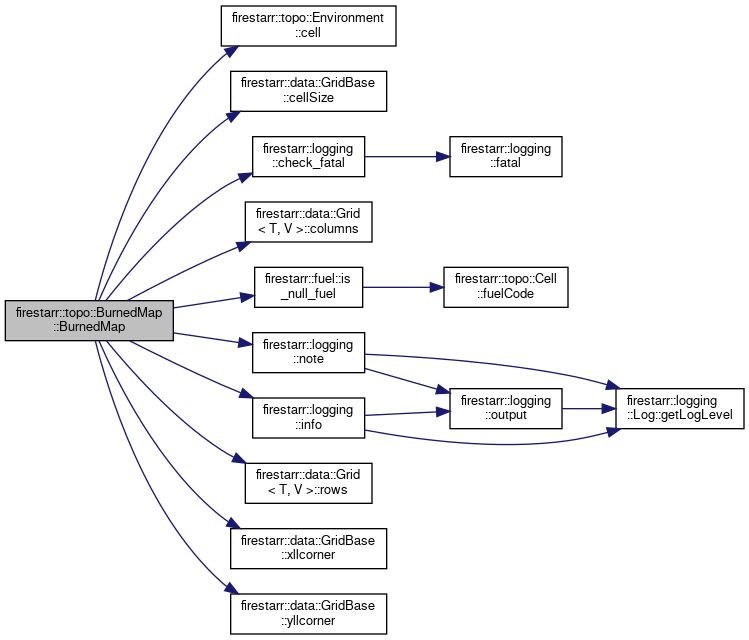 firestarr::topo::BurnedMap
::BurnedMap
firestarr::topo::Environment
::cell
firestarr::data::GridBase
::cellSize
firestarr::logging
::check_fatal
firestarr::logging
::fatal
firestarr::data::Grid
< T, V >::columns
firestarr::fuel::is
_null_fuel
firestarr::topo::Cell
::fuelCode
firestarr::logging
::note
firestarr::logging
::info
firestarr::logging
::output
firestarr::logging
::Log::getLogLevel
firestarr::data::Grid
< T, V >::rows
firestarr::data::GridBase
::xllcorner
firestarr::data::GridBase
::yllcorner